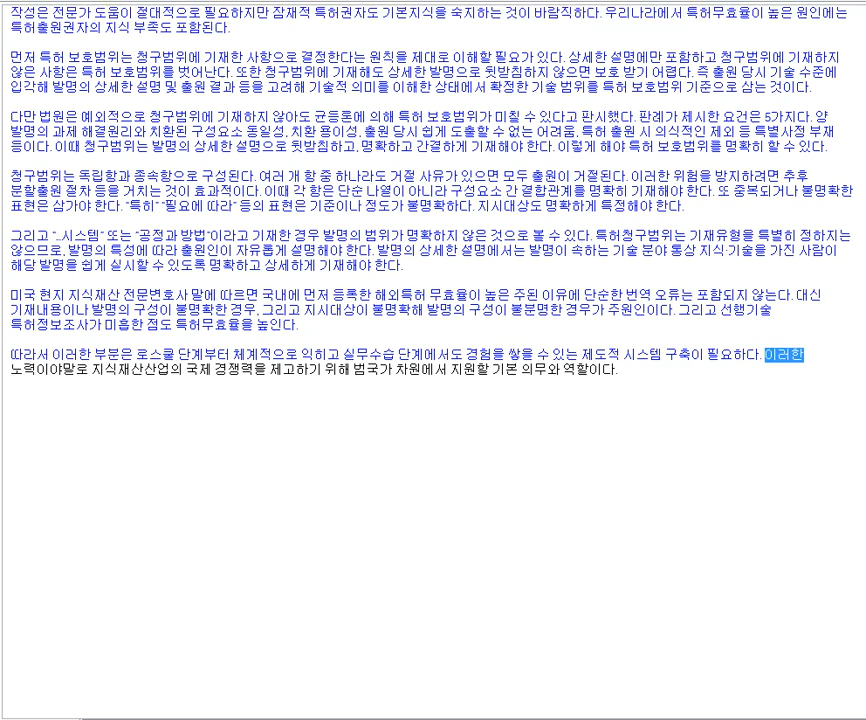 작성은 전문가 도움이 절대적으로 필요하지만 잠재적 특허권자도 기본지식을 숙지하는 것이 바람직하다. 우리나라에서 특허무효율이 높은 원인에는
특허출원권자의 지식 부족도 포함된다.
먼저 특허 보호범위는 청구범위에 기재한 사항으로 결정한다는 원칙을 제대로 이해할 필요가 있다. 상세한 설명에만 포함하고 청구범위에 기재하지
않은 사항은 특허 보호범위를 벗어난다. 또한 청구범위에 기재해도 상세한 발명으로 뒷받침하지 않으면 보호 받기 어렵다. 즉 출원 당시 기술 수준에
입각해 발명의 상세한 설명 및 출원 결과 등을 고려해 기술적 의미를 이해한 상태에서 확정한 기술 범위를 특허 보호범위 기준으로 삼는 것이다.
다만 법원은 예외적으로 청구범위에 기재하지 않아도 균등론에 의해 특허 보호범위가 미칠 수 있다고 판시했다. 판례가 제시한 요건은 5가지다. 양
발명의 과제 해결원리와 치환된 구성요소 동일성, 치환 용이성, 출원 당시 쉽게 도출할 수 없는 어려움, 특허 출원 시 의식적인 제외 등 특별사정 부재
등이다. 이때 청구범위는 발명의 상세한 설명으로 뒷받침하고, 명확하고 간결하게 기재해야 한다. 이렇게 해야 특허 보호범위를 명확히 할 수 있다.
청구범위는 독립항과 종속항으로 구성된다. 여러 개 항 중 하나라도 거절 사유가 있으면 모두 출원이 거절된다. 이러한 위험을 방지하려면 추후
분할출원 절차 등을 거치는 것이 효과적이다. 이때 각 항은 단순 나열이 아니라 구성요소 간 결합관계를 명확히 기재해야 한다. 또 중복되거나 불명확한
표현은 삼가야 한다. "특히" "필요에 따라" 등의 표현은 기준이나 정도가 불명확하다. 지시대상도 명확하게 특정해야 한다.
그리고 "..시스템" 또는 "공정과 방법"이라고 기재한 경우 발명의 범위가 명확하지 않은 것으로 볼 수 있다. 특허청구범위는 기재유형을 특별히 정하지는
않으므로, 발명의 특성에 따라 출원인이 자유롭게 설명해야 한다. 발명의 상세한 설명에서는 발명이 속하는 기술 분야 통상 지식·기술을 가진 사람이
해당 발명을 쉽게 실시할 수 있도록 명확하고 상세하게 기재해야 한다.
미국 현지 지식재산 전문변호사 말에 따르면 국내에 먼저 등록한 해외특허 무효율이 높은 주된 이유에 단순한 번역 오류는 포함되지 않는다. 대신
기재내용이나 발명의 구성이 불명확한 경우, 그리고 지시대상이 불명확해 발명의 구성이 불분명한 경우가 주원인이다. 그리고 선행기술
특허정보조사가 미흡한 점도 특허무효율을 높인다.
따라서 이러한 부분은 로스쿨 단계부터 체계적으로 익히고 실무수습 단계에서도 경험을 쌓을 수 있는 제도적 시스템 구축이 필요하다. 이러한
노력이야말로 지식재산산업의 국제 경쟁력을 제고하기 위해 범국가 차원에서 지원할 기본 의무와 역할이다.